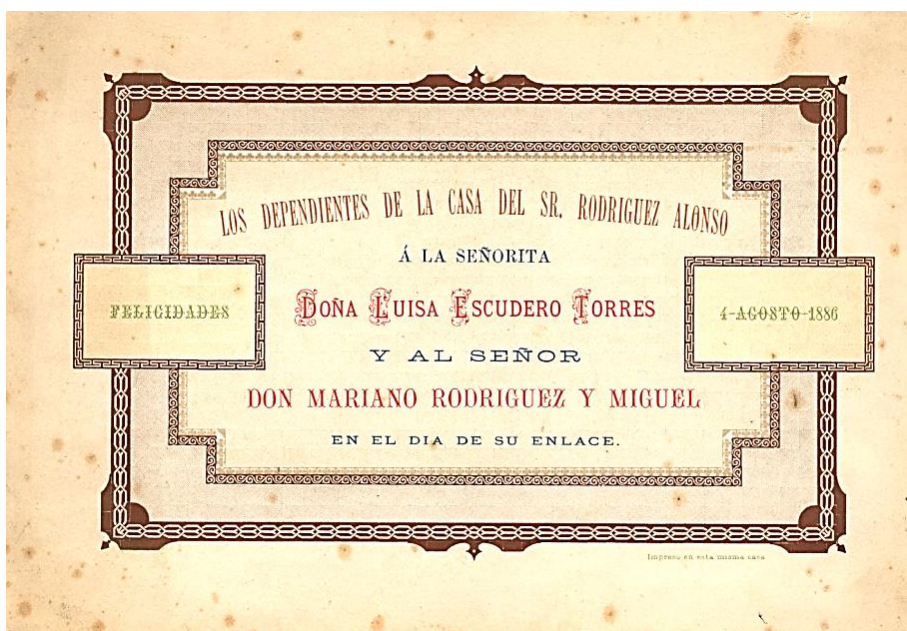 LOS DEPENDIENTES DE LA CASA DEL SR. RODRIGUEZ ALONSO
Á LA SEÑORITA
FELICIDADES
DOÑA LUISA ESCUDERO TORRES
4-AGOSTO-1886
Y AL SEÑOR
DON MARIANO RODRIGUEZ Y MIGUEL
EN EL DIA DE SU ENLACE.
Impreso en esta misma casa